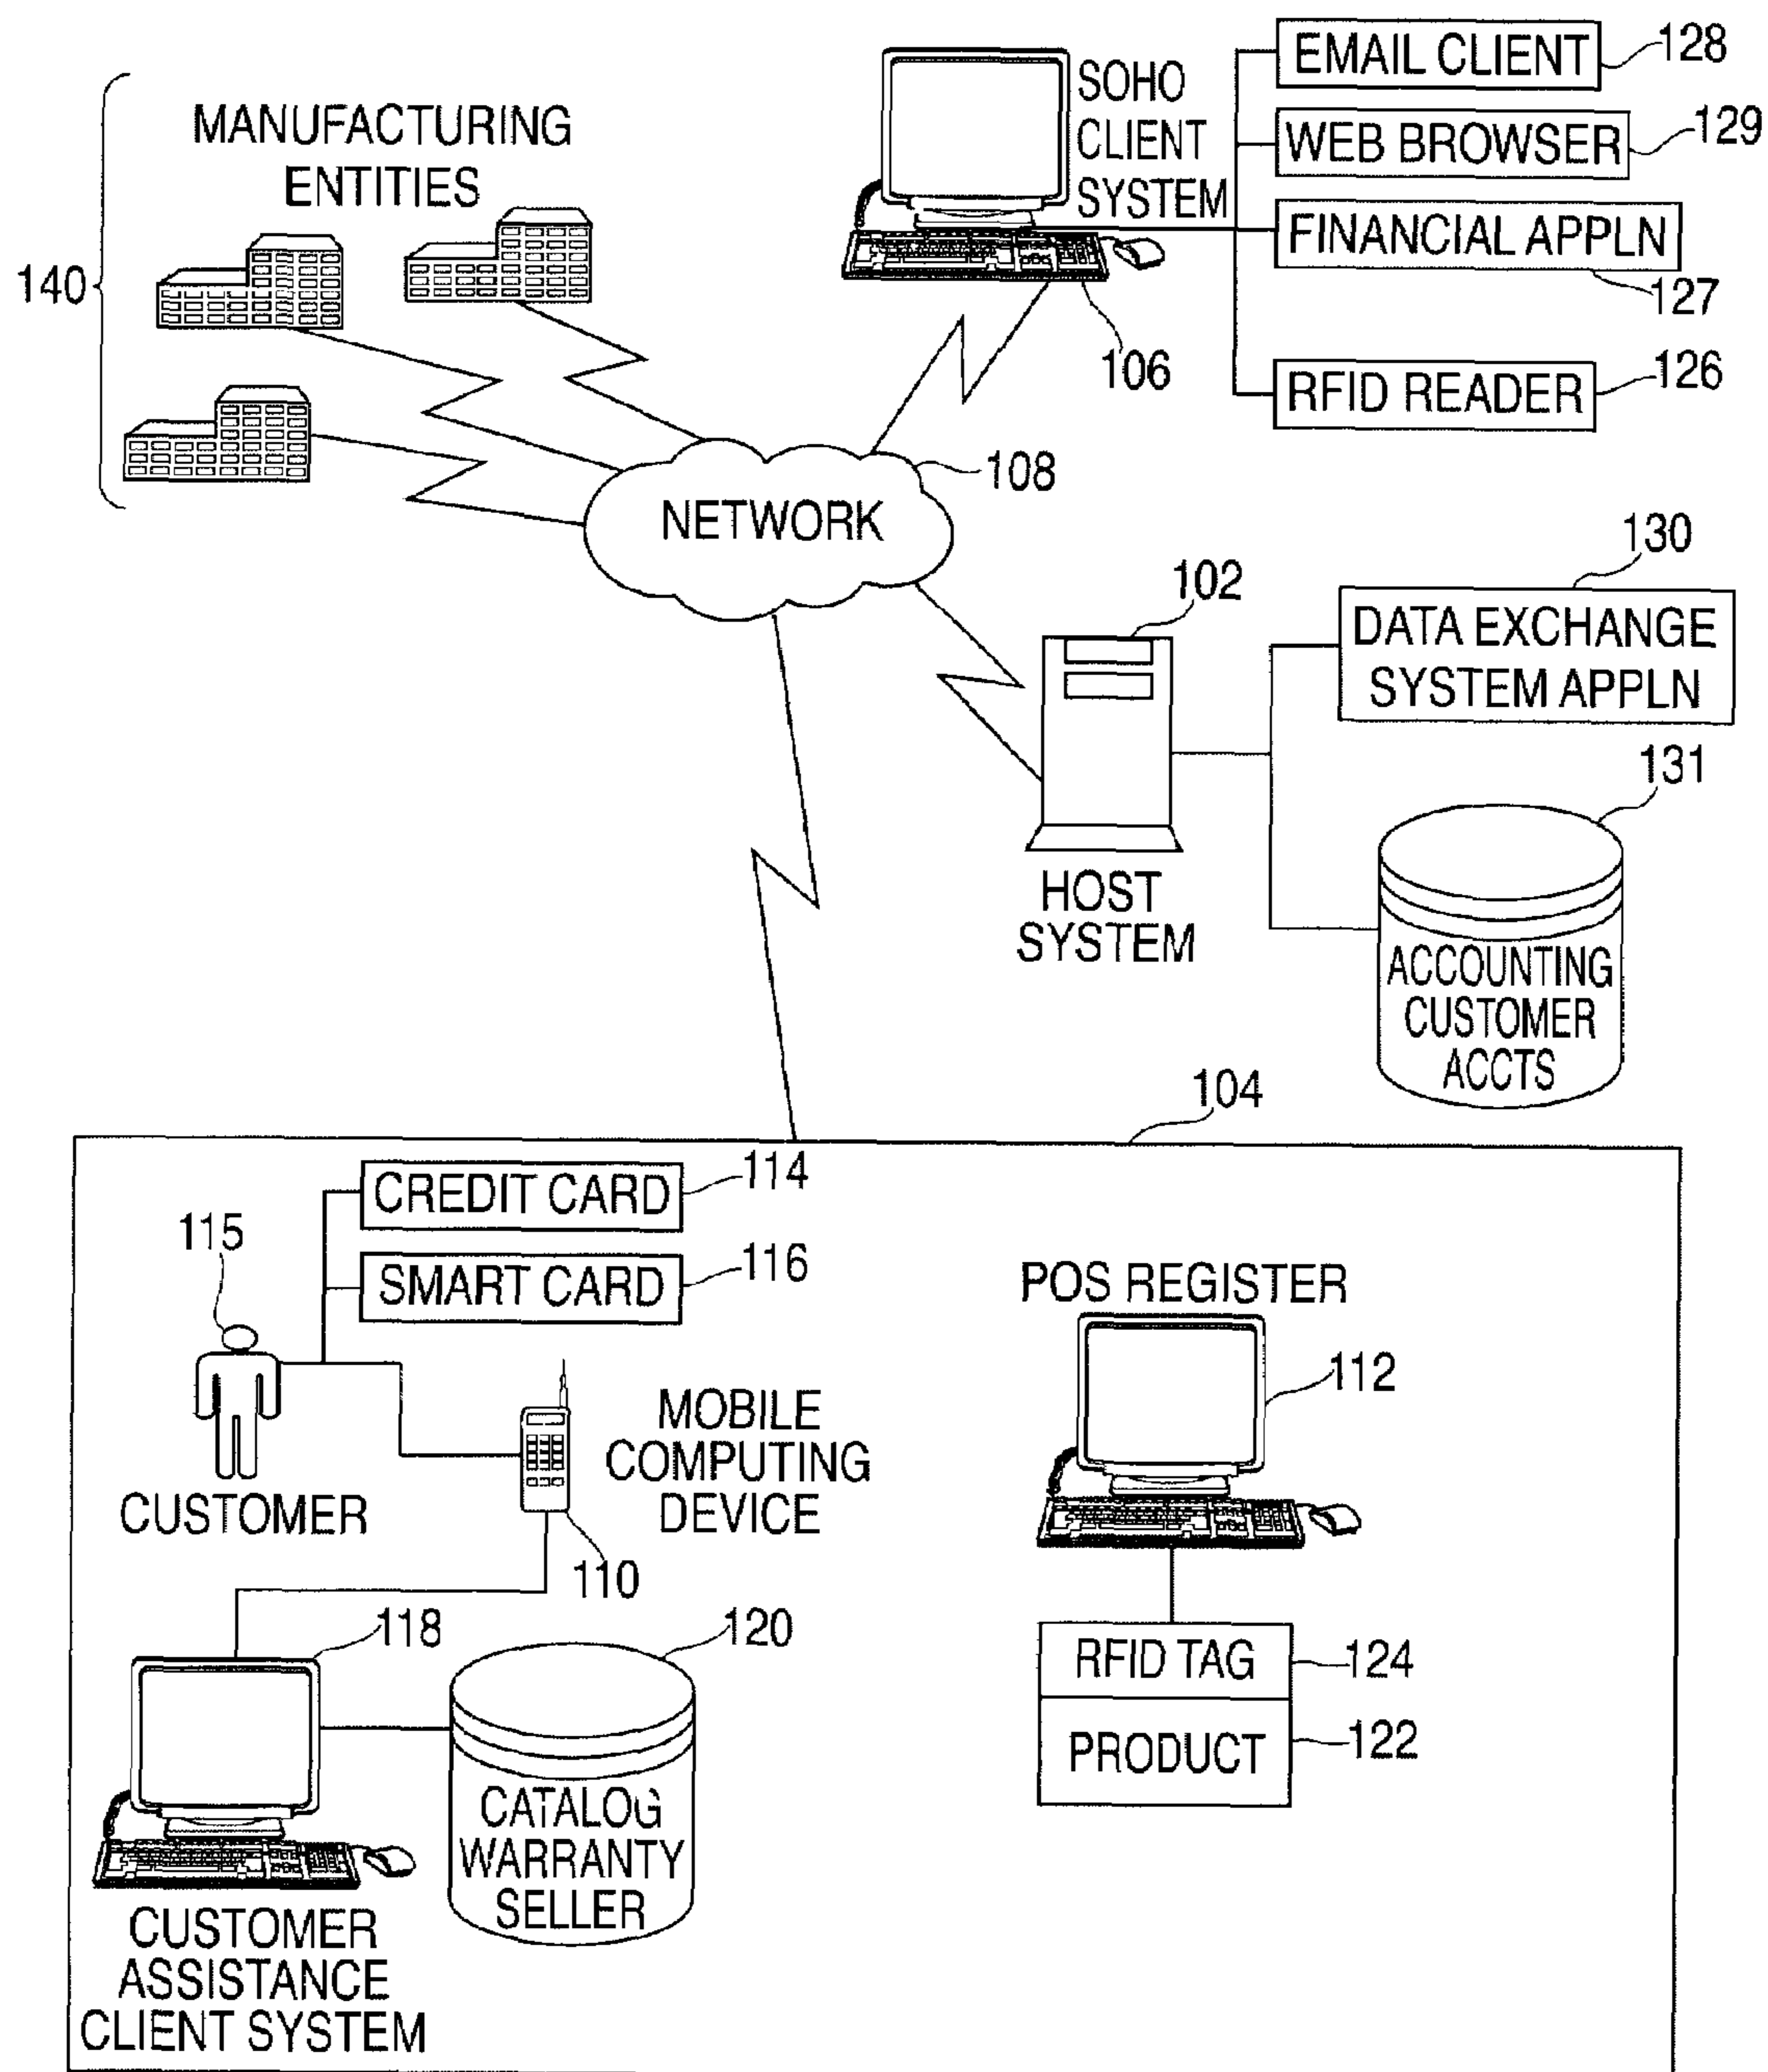 MANUFACTURING
ENTITIES
140
SOHO
CLIENT
SYSTEM
106
EMAIL CLIENT
128
WEB BROWSER
129
FINANCIAL APPLN
127
RFID READER
126
NETWORK
108
102
HOST
SYSTEM
130
DATA EXCHANGE
SYSTEM APPLN
131
ACCOUNTING
CUSTOMER
ACCTS
104
CREDIT CARD
114
SMART CARD
116
115
CUSTOMER
MOBILE
COMPUTING
DEVICE
110
POS REGISTER
112
RFID TAG
124
PRODUCT
122
118
CUSTOMER
ASSISTANCE
CLIENT SYSTEM
120
CATALOG
WARRANTY
SELLER